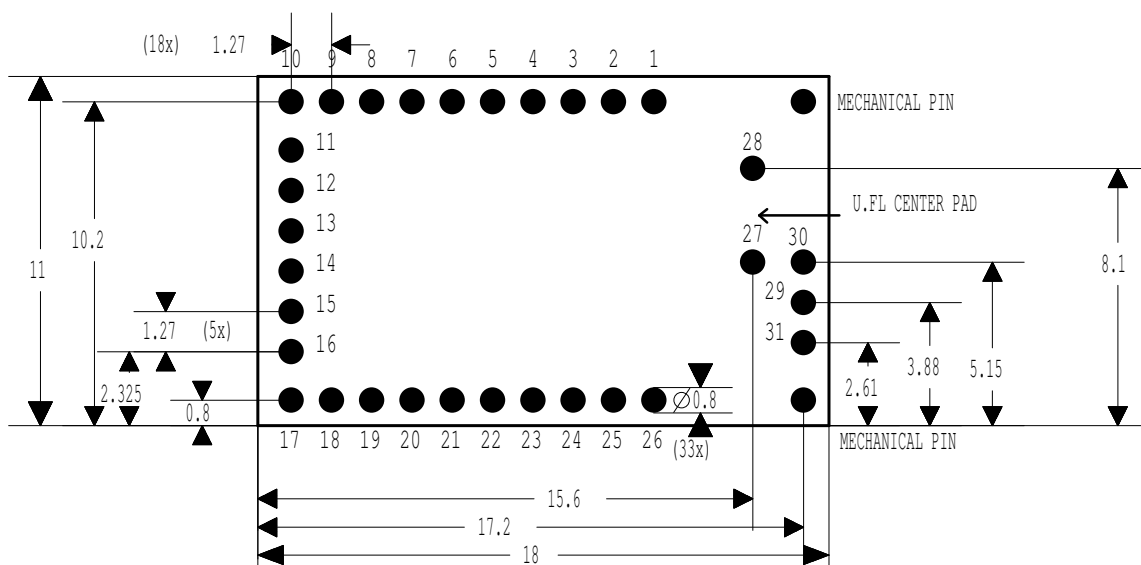 (18x) 1.27
10 9 8 7 6 5 4 3 2 1
MECHANICAL PIN
11
28
12
U.FL CENTER PAD
13
27 30
10.2
14
11
8.1
29
15
1.27 (5x)
31
16
3.88
5.15
2.325
2.61
0.8
Ø0.8
17 18 19 20 21 22 23 24 25 26
(33x)
MECHANICAL PIN
15.6
17.2
18